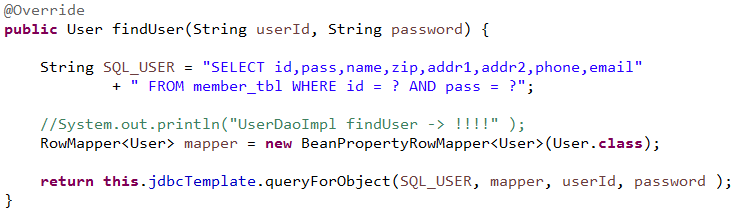 @Override
public User findUser(String userId, String password) {
String SQL_USER = "SELECT id,pass,name,zip,addr1,addr2,phone,email"
+ " FROM member_tbl WHERE id = ? AND pass = ?";
//System.out.println("UserDaoImpl findUser -> !!!!" );
RowMapper<User> mapper = new BeanPropertyRowMapper<User>(User.class);
return this.jdbcTemplate.queryForObject(SQL_USER, mapper, userId, password );
}